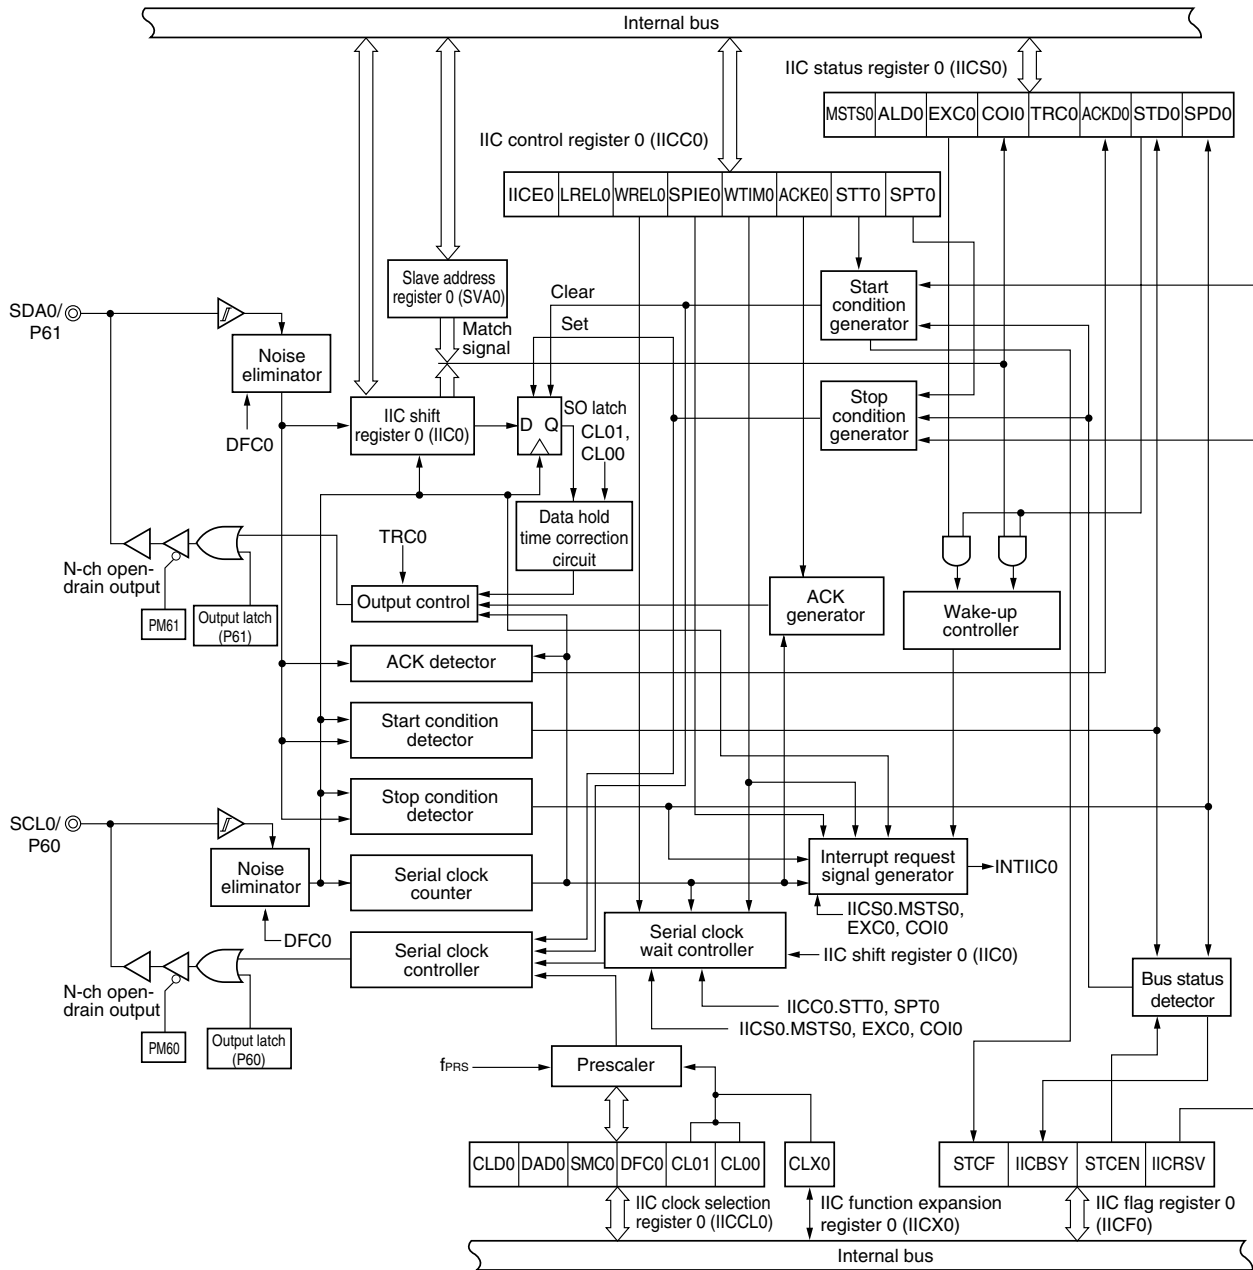 Internal bus
IIC status register 0 (IICS0)
MSTS0 ALD0 EXC0 COI0 TRC0 ACKD0 STD0 SPD0
IIC control register 0 (IICC0)
IICE0 LREL0 WREL0 SPIE0 WTIM0 ACKE0 STT0 SPT0
Slave address
register 0 (SVA0)
Clear
Set
Match
signal
Start
condition
generator
SDA0/
P61
Noise
eliminator
DFC0
IIC shift
register 0 (IIC0)
D Q
SO latch
CL01,
CL00
Stop
condition
generator
Data hold
time correction
circuit
TRC0
N-ch open-
drain output
PM61
Output latch
(P61)
Output control
ACK
generator
Wake-up
controller
ACK detector
Start condition
detector
Stop condition
detector
SCL0/
P60
Noise
eliminator
DFC0
Serial clock
counter
Interrupt request
signal generator
INTIIC0
IICS0.MSTS0,
EXC0, COI0
Serial clock
controller
Serial clock
wait controller
IIC shift register 0 (IIC0)
Bus status
detector
N-ch open-
drain output
PM60
Output latch
(P60)
IICC0.STT0, SPT0
IICS0.MSTS0, EXC0, COI0
fPRS
Prescaler
CLD0 DAD0 SMC0 DFC0 CL01 CL00
CLX0
STCF IICBSY STCEN IICRSV
IIC clock selection
register 0 (IICCL0)
IIC function expansion
register 0 (IICX0)
IIC flag register 0
(IICF0)
Internal bus